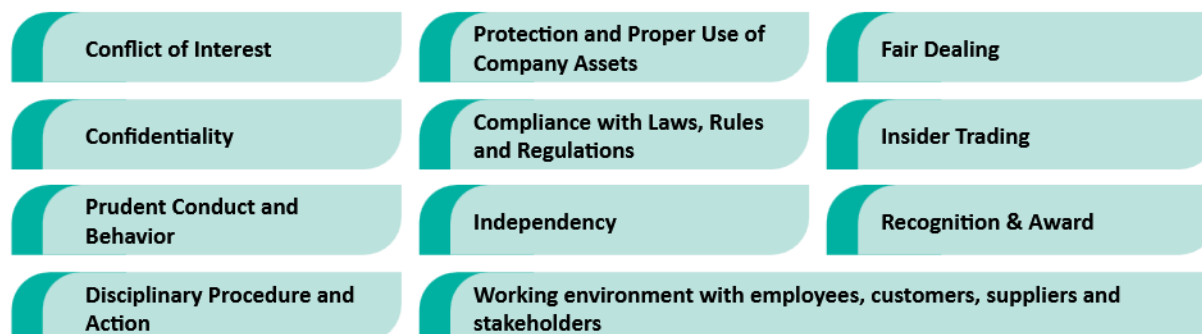 Conflict of Interest
Protection and Proper Use of
Company Assets
Fair Dealing
Confidentiality
Compliance with Laws, Rules
and Regulations
Insider Trading
Prudent Conduct and
Behavior
Independency
Recognition & Award
Disciplinary Procedure and
Action
Working environment with employees, customers, suppliers and
stakeholders